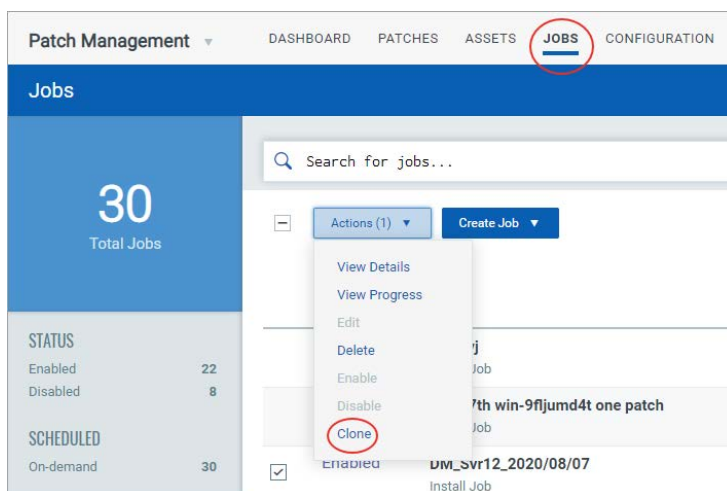 Patch Management
DASHBOARD PATCHES ASSETS JOBS CONFIGURATION
Jobs
30
Total Jobs
STATUS
Enabled 22
Disabled 8
SCHEDULED
On-demand 30
Search for jobs...
Actions (1) Create Job
View Details
View Progress
Edit
Delete
Enable
Disable
Clone
Job
7th win-9fljumd4t one patch
Job
Enabled DM_Svr12_2020/08/07
Install Job